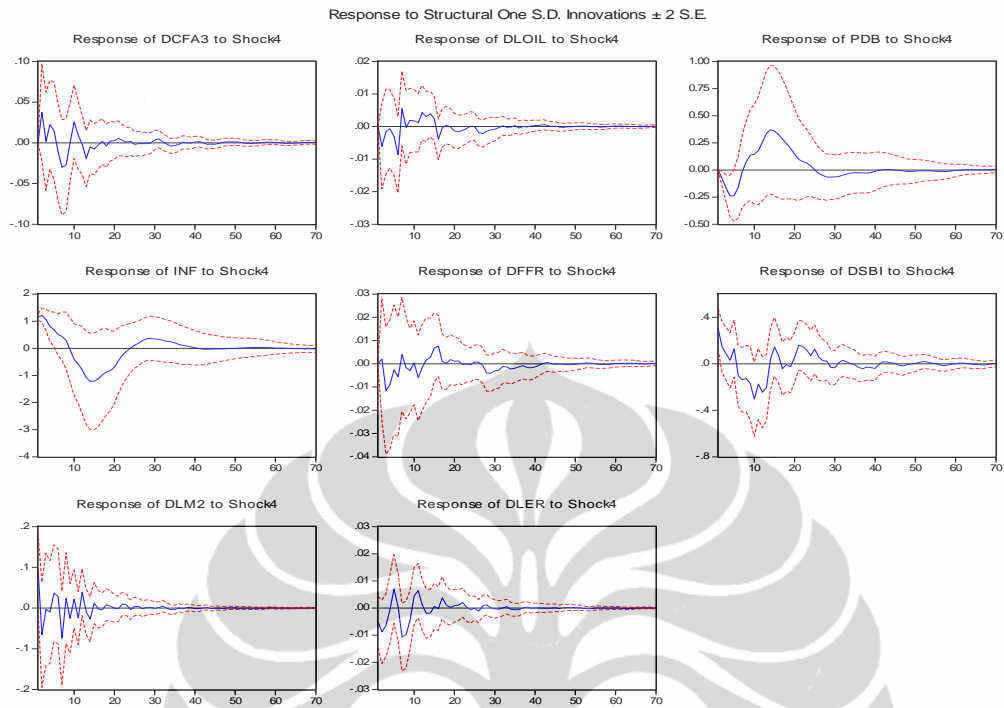 Response to Structural One S.D. Innovations ± 2 S.E.
Response of DCFA3 to Shock4
.10
.05
.00
-.05
-.10
10 20 30 40 50 60 70
Response of DLOIL to Shock4
.02
.01
.00
-.01
-.02
-.03
10 20 30 40 50 60 70
Response of PDB to Shock4
1.00
0.75
0.50
0.25
0.00
-0.25
-0.50
10 20 30 40 50 60 70
Response of INF to Shock4
2
1
0
-1
-2
-3
-4
10 20 30 40 50 60 70
Response of DFFR to Shock4
.03
.02
.01
.00
-.01
-.02
-.03
-.04
10 20 30 40 50 60 70
Response of DSBI to Shock4
.4
.0
-.4
-.8
10 20 30 40 50 60 70
Response of DLM2 to Shock4
.2
.1
.0
-.1
-.2
10 20 30 40 50 60 70
Response of DLER to Shock4
.03
.02
.01
.00
-.01
-.02
-.03
10 20 30 40 50 60 70